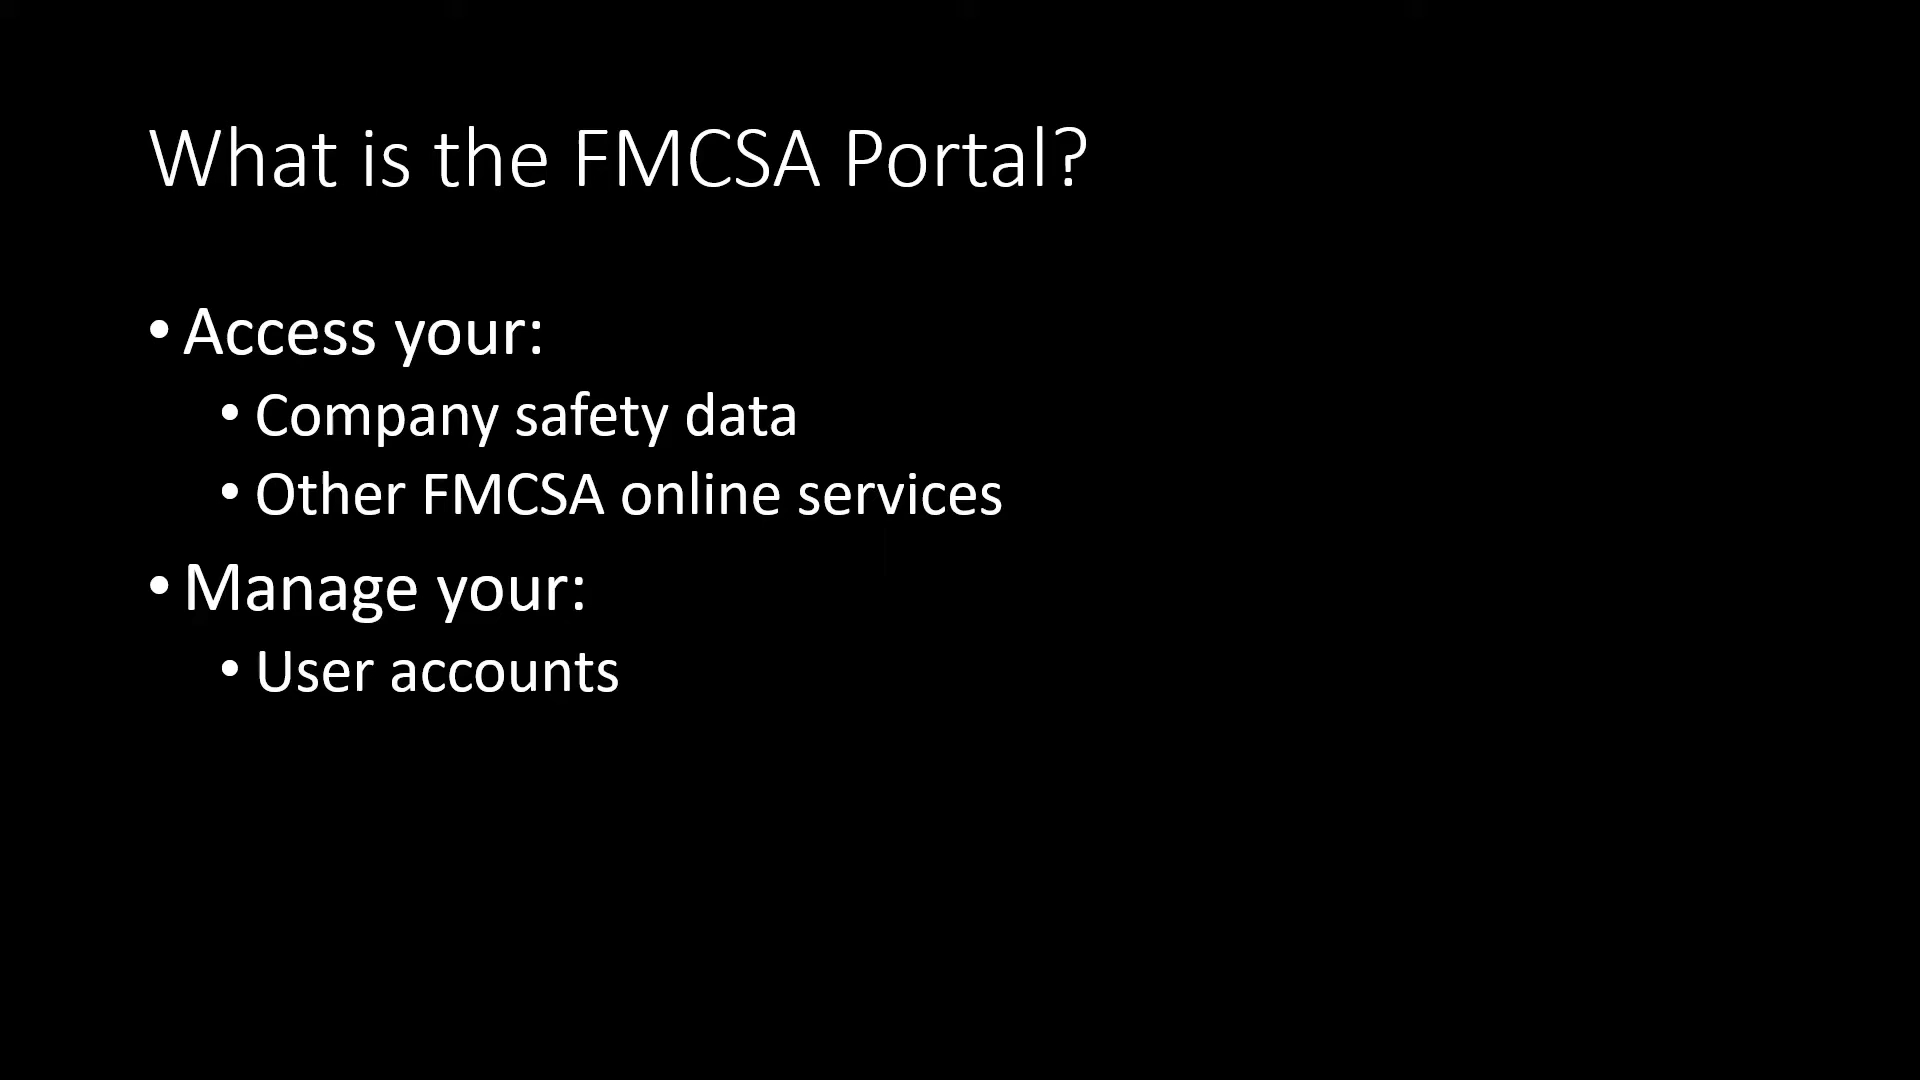 What is the FMCSA Portal?
• Access your:
• Company safety data
• Other FMCSA online services
• Manage your:
• User accounts